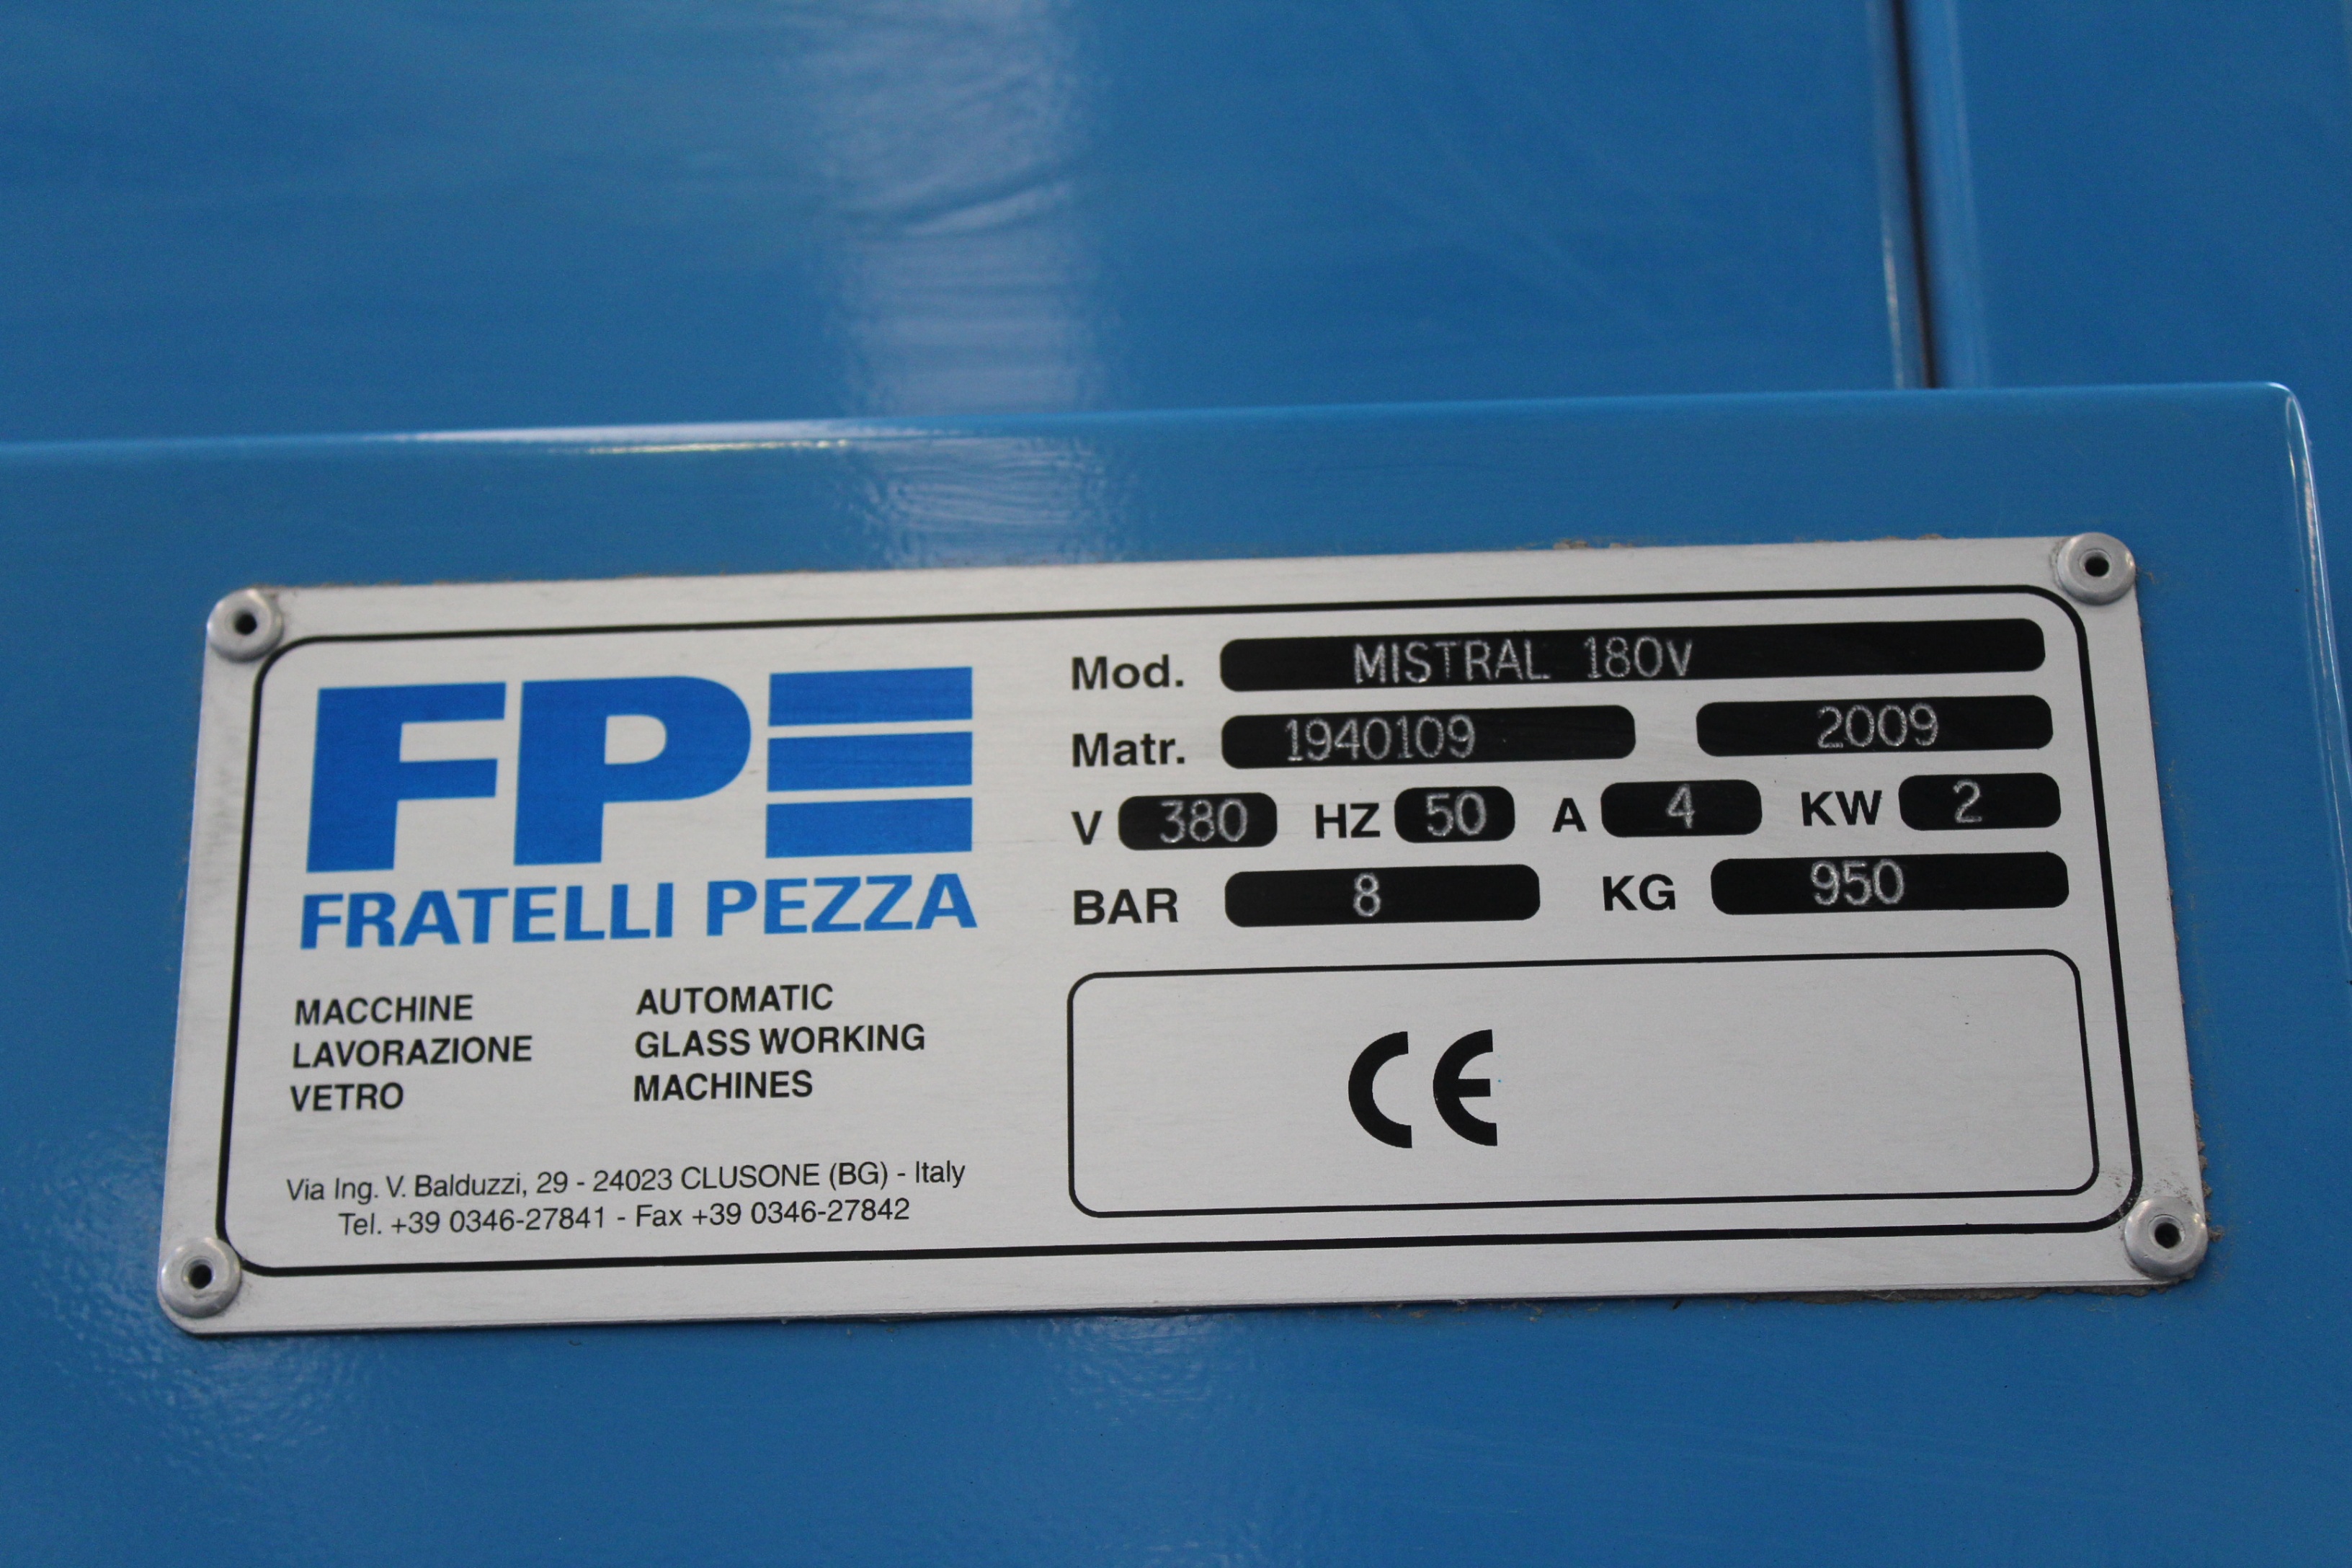 FPE
FRATELLI PEZZA
MACCHINE
LAVORAZIONE
VETRO
AUTOMATIC
GLASS WORKING
MACHINES
Via Ing. V. Balduzzi, 29 - 24023 CLUSONE (BG) - Italy
Tel. +39 0346-27841 - Fax +39 0346-27842
Mod. MISTRAL 180V
Matr. 1940109 2009
V 380 HZ 50 A 4 KW 2
BAR 8 KG 950
CE